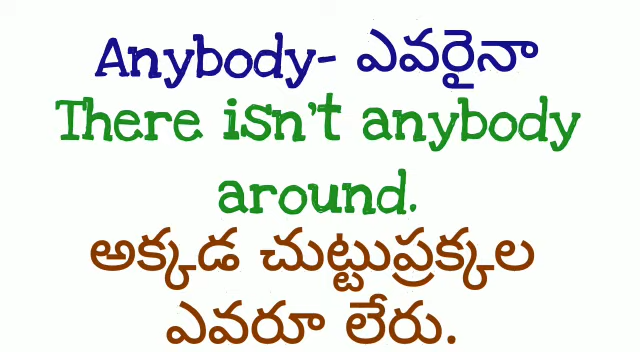 Anybody- ఎవరైనా
There isn't anybody
around.
అక్కడ చుట్టుప్రక్కల
ఎవరూ లేరు.